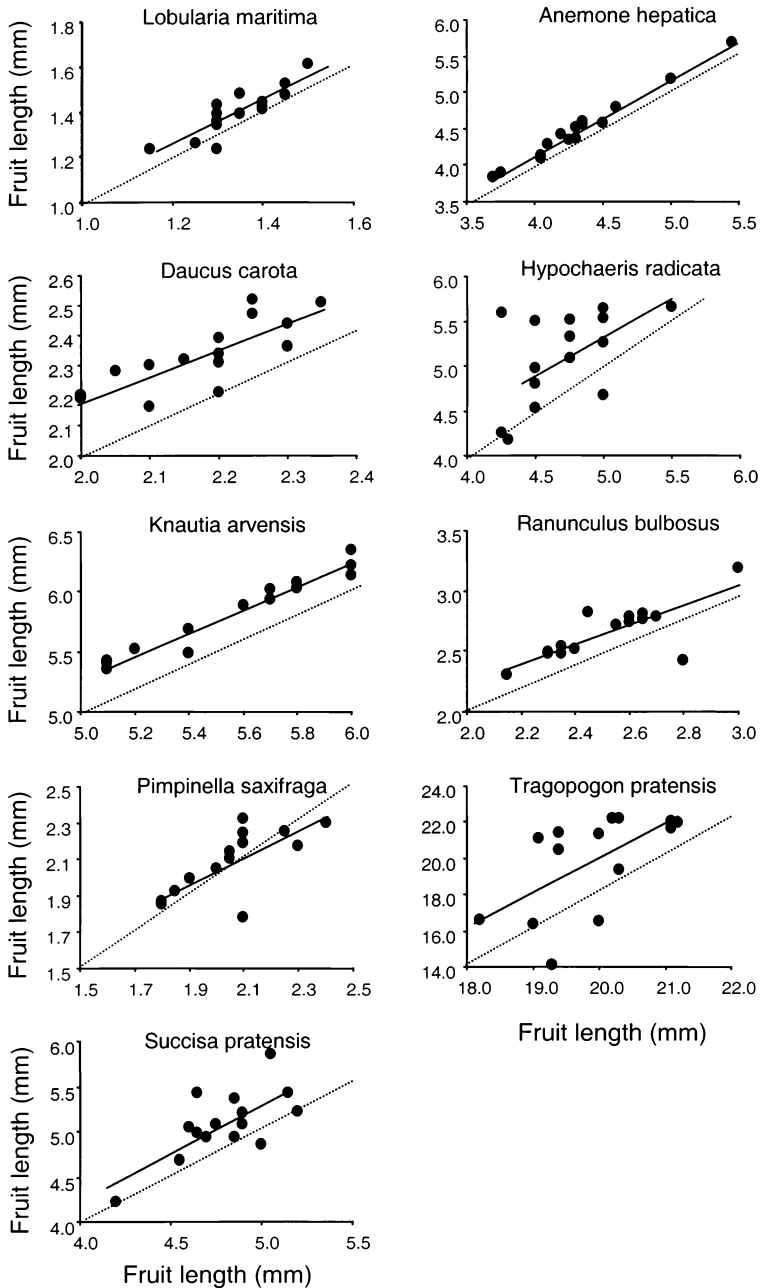 Lobularia maritima
Fruit length (mm)
1.8
1.6
1.4
1.2
1.0
1.0 1.2 1.4 1.6
Anemone hepatica
6.0
5.5
5.0
4.5
4.0
3.5
3.5 4.0 4.5 5.0 5.5
Daucus carota
Fruit length (mm)
2.6
2.5
2.4
2.3
2.2
2.1
2.0
2.0 2.1 2.2 2.3 2.4
Hypochaeris radicata
6.0
5.5
5.0
4.5
4.0
4.0 4.5 5.0 5.5 6.0
Knautia arvensis
Fruit length (mm)
6.5
6.0
5.5
5.0
5.0 5.2 5.4 5.6 5.8 6.0
Ranunculus bulbosus
3.5
3.0
2.5
2.0
2.0 2.2 2.4 2.6 2.8 3.0
Pimpinella saxifraga
Fruit length (mm)
2.5
2.3
2.1
1.9
1.7
1.5
1.5 1.7 1.9 2.1 2.3 2.5
Tragopogon pratensis
24.0
22.0
20.0
18.0
16.0
14.0
18.0 19.0 20.0 21.0 22.0
Fruit length (mm)
Succisa pratensis
Fruit length (mm)
6.0
5.5
5.0
4.5
4.0
4.0 4.5 5.0 5.5
Fruit length (mm)